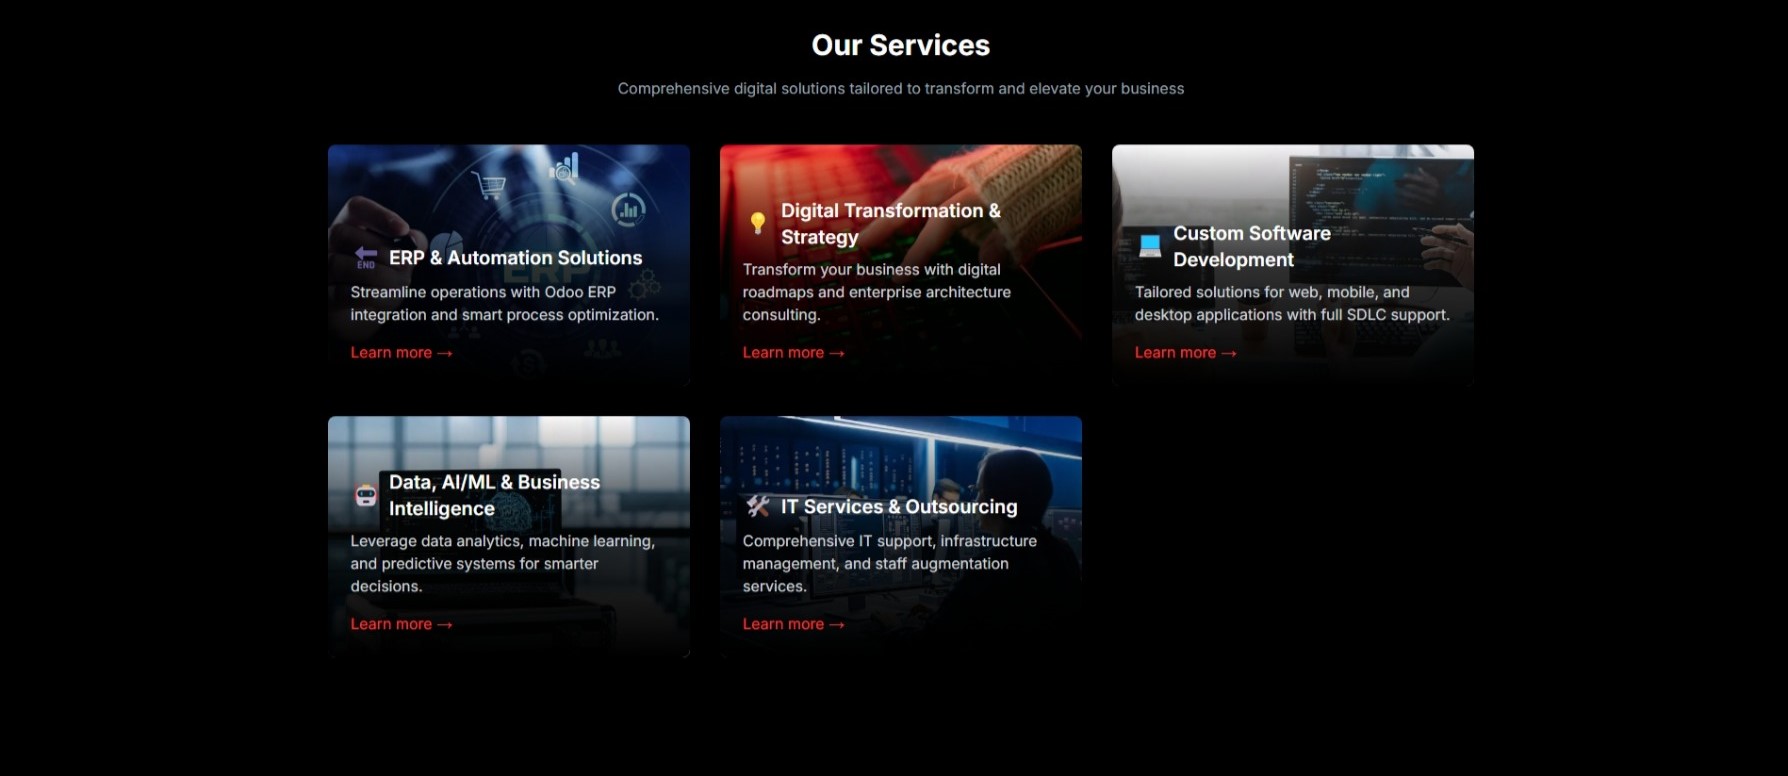 Our Services
Comprehensive digital solutions tailored to transform and elevate your business
ERP
END
ERP & Automation Solutions
Streamline operations with Odoo ERP
integration and smart process optimization.
Learn more →
Digital Transformation &
Strategy
Transform your business with digital
roadmaps and enterprise architecture
consulting.
Learn more →
Custom Software
Development
Tailored solutions for web, mobile, and
desktop applications with full SDLC support.
Learn more →
Data, AI/ML & Business
Intelligence
Leverage data analytics, machine learning,
and predictive systems for smarter
decisions.
Learn more →
IT Services & Outsourcing
Comprehensive IT support, infrastructure
management, and staff augmentation
services.
Learn more →